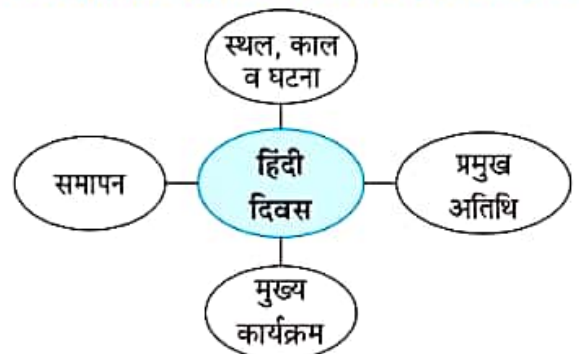 स्थल, काल
व घटना
समापन
हिंदी
दिवस
प्रमुख
अतिथि
मुख्य
कार्यक्रम